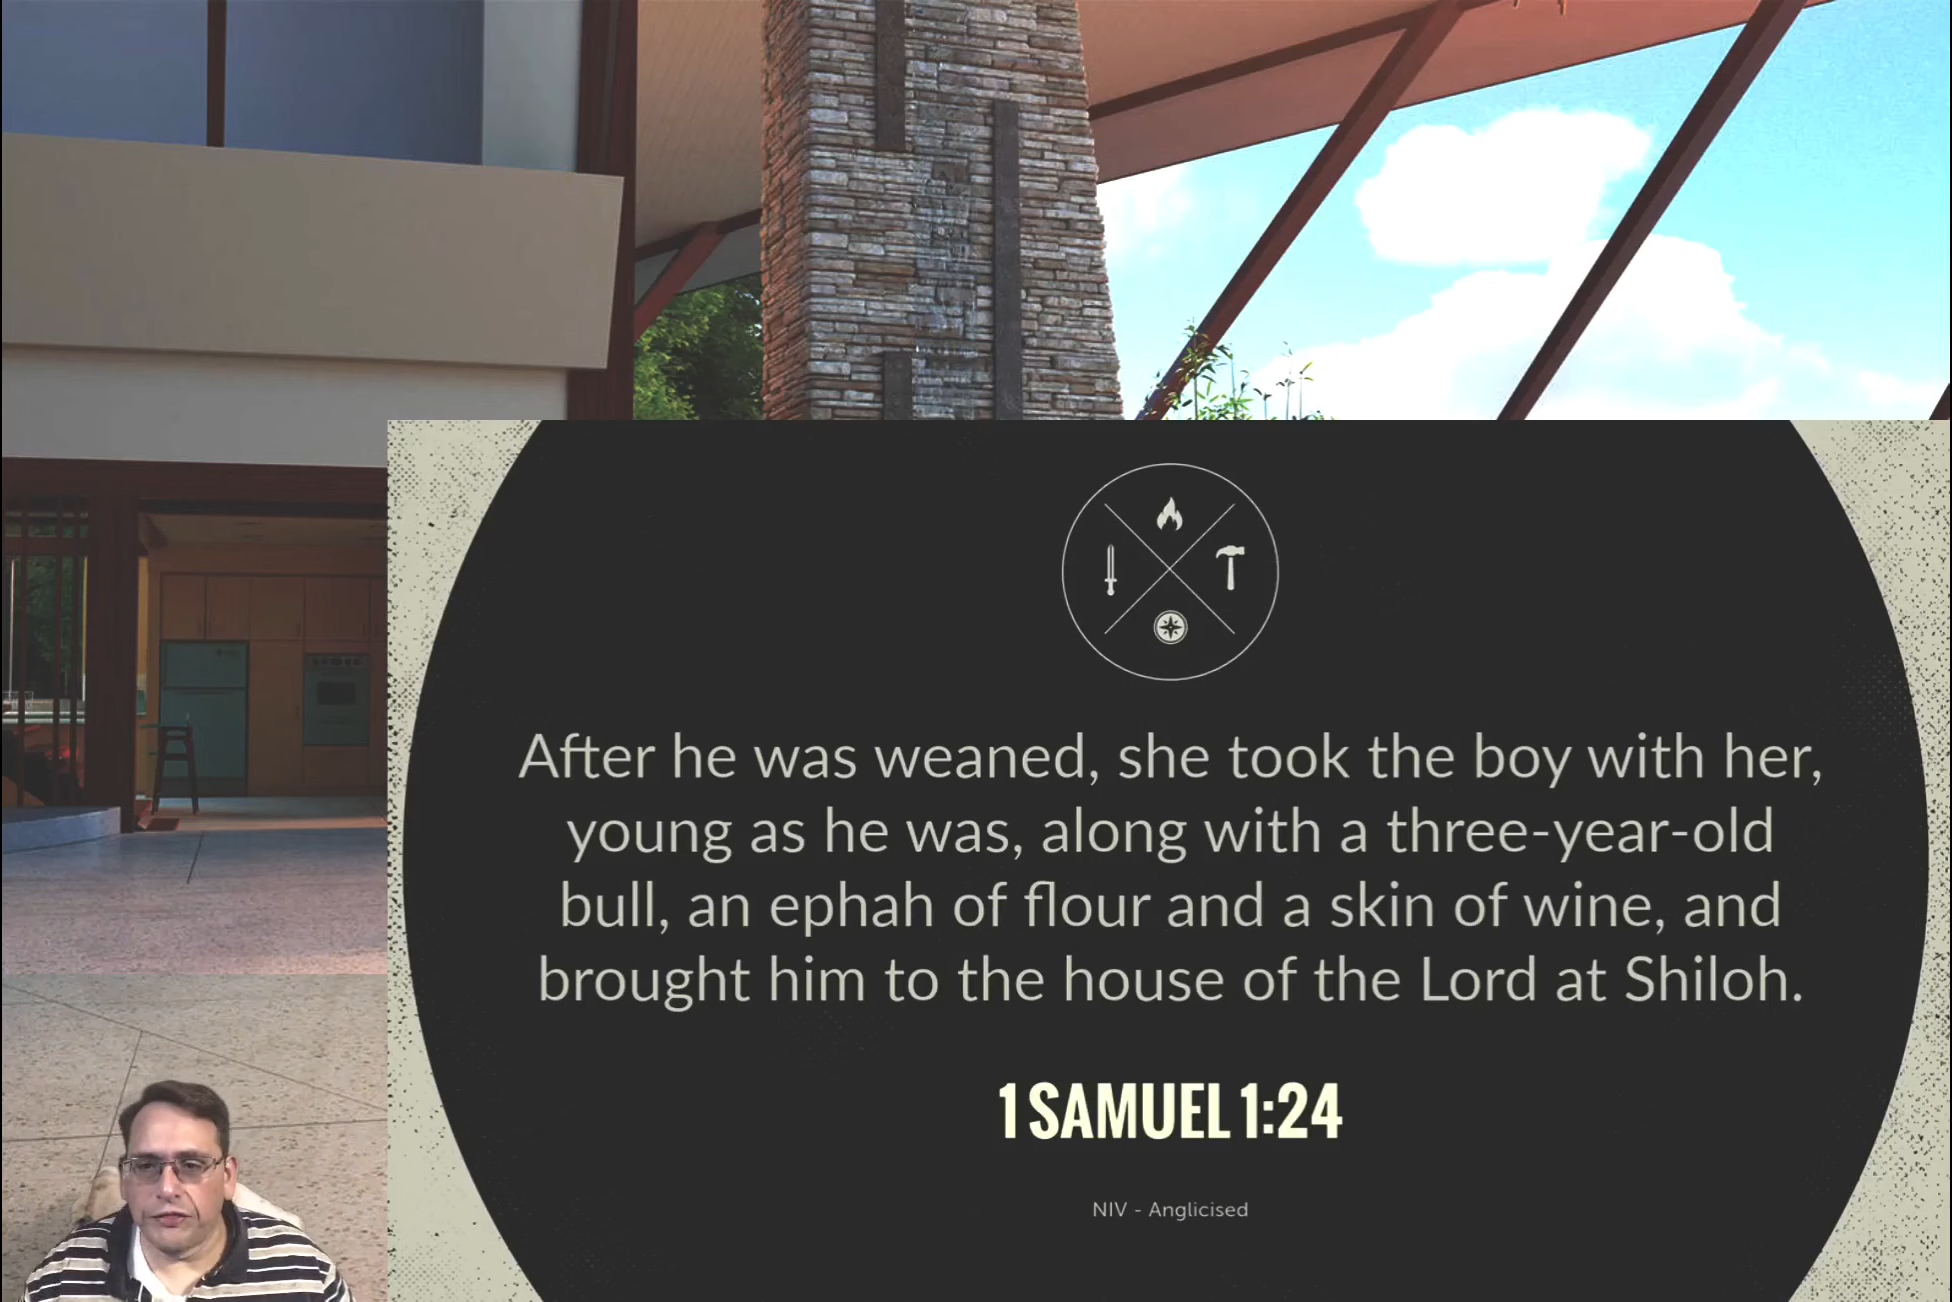 After he was weaned, she took the boy with her,
young as he was, along with a three-year-old
bull, an ephah of flour and a skin of wine, and
brought him to the house of the Lord at Shiloh.
1 SAMUEL 1:24
NIV - Anglicised